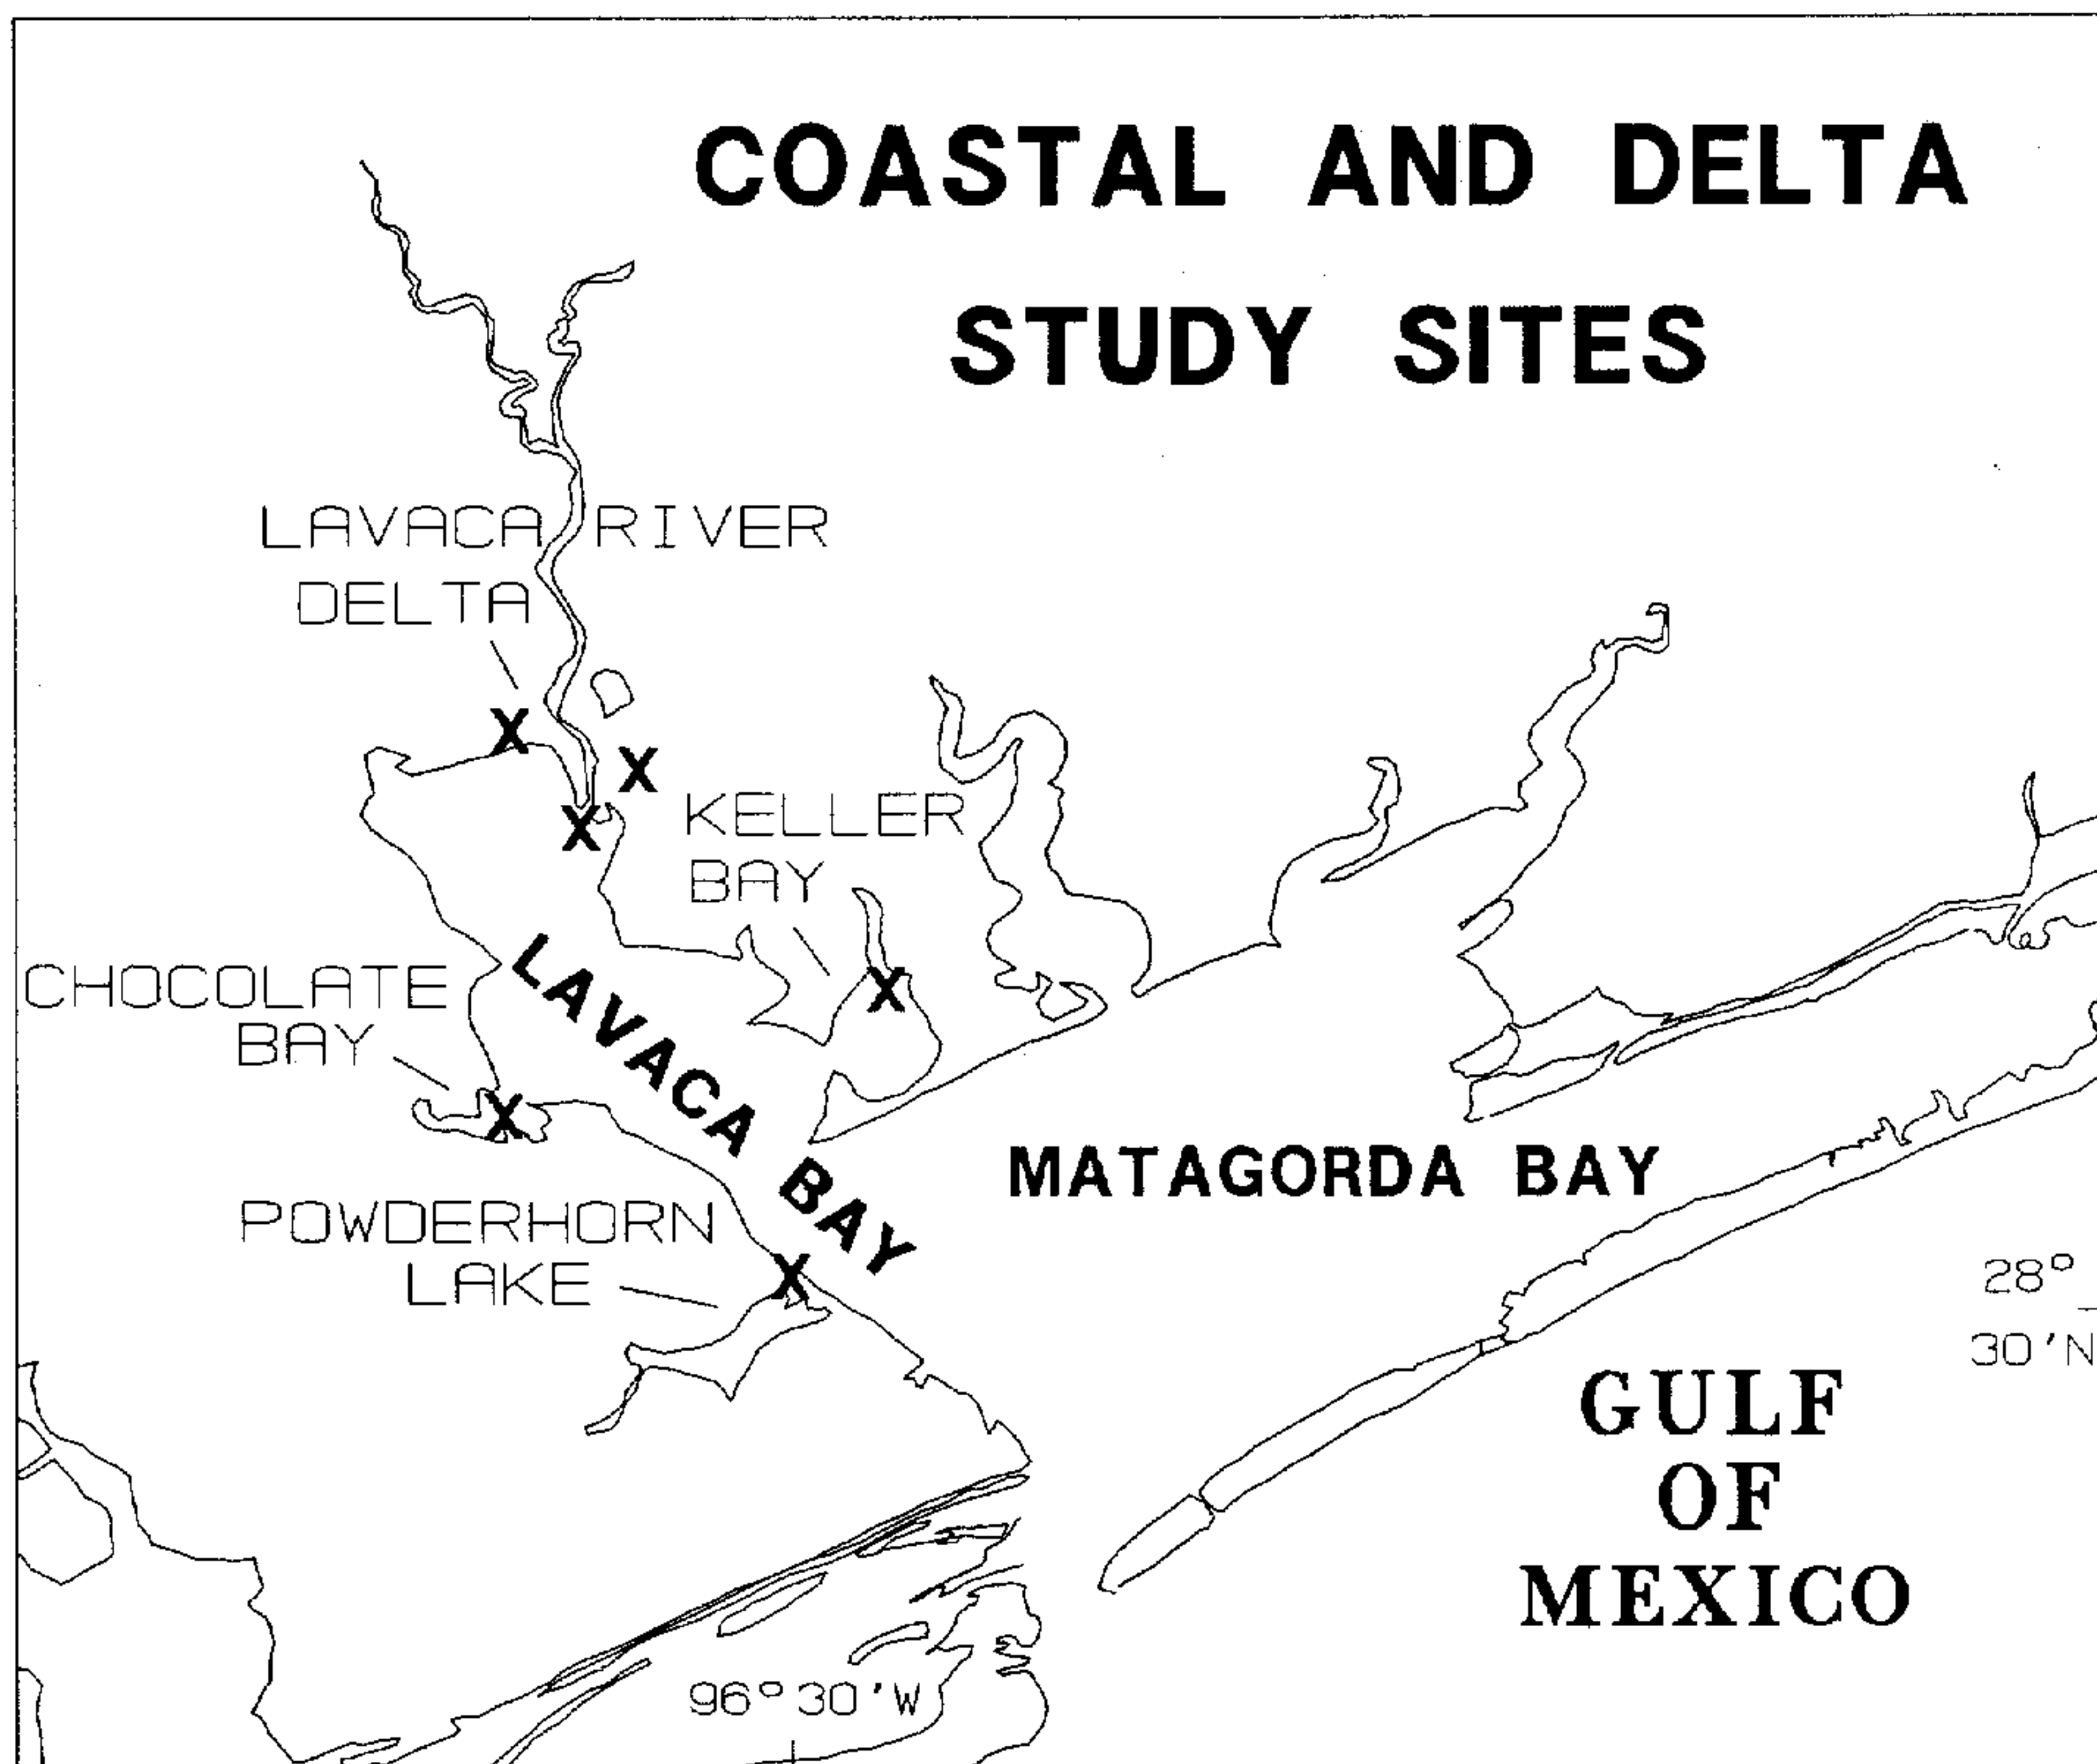 COASTAL AND DELTA
STUDY SITES
LAVACA RIVER
DELTA
X
X
X
KELLER
BAY
X
LAVACA BAY
CHOCOLATE
BAY
X
MATAGORDA BAY
POWDERHORN
LAKE
X
28°
30'N
GULF
OF
MEXICO
96°30'W